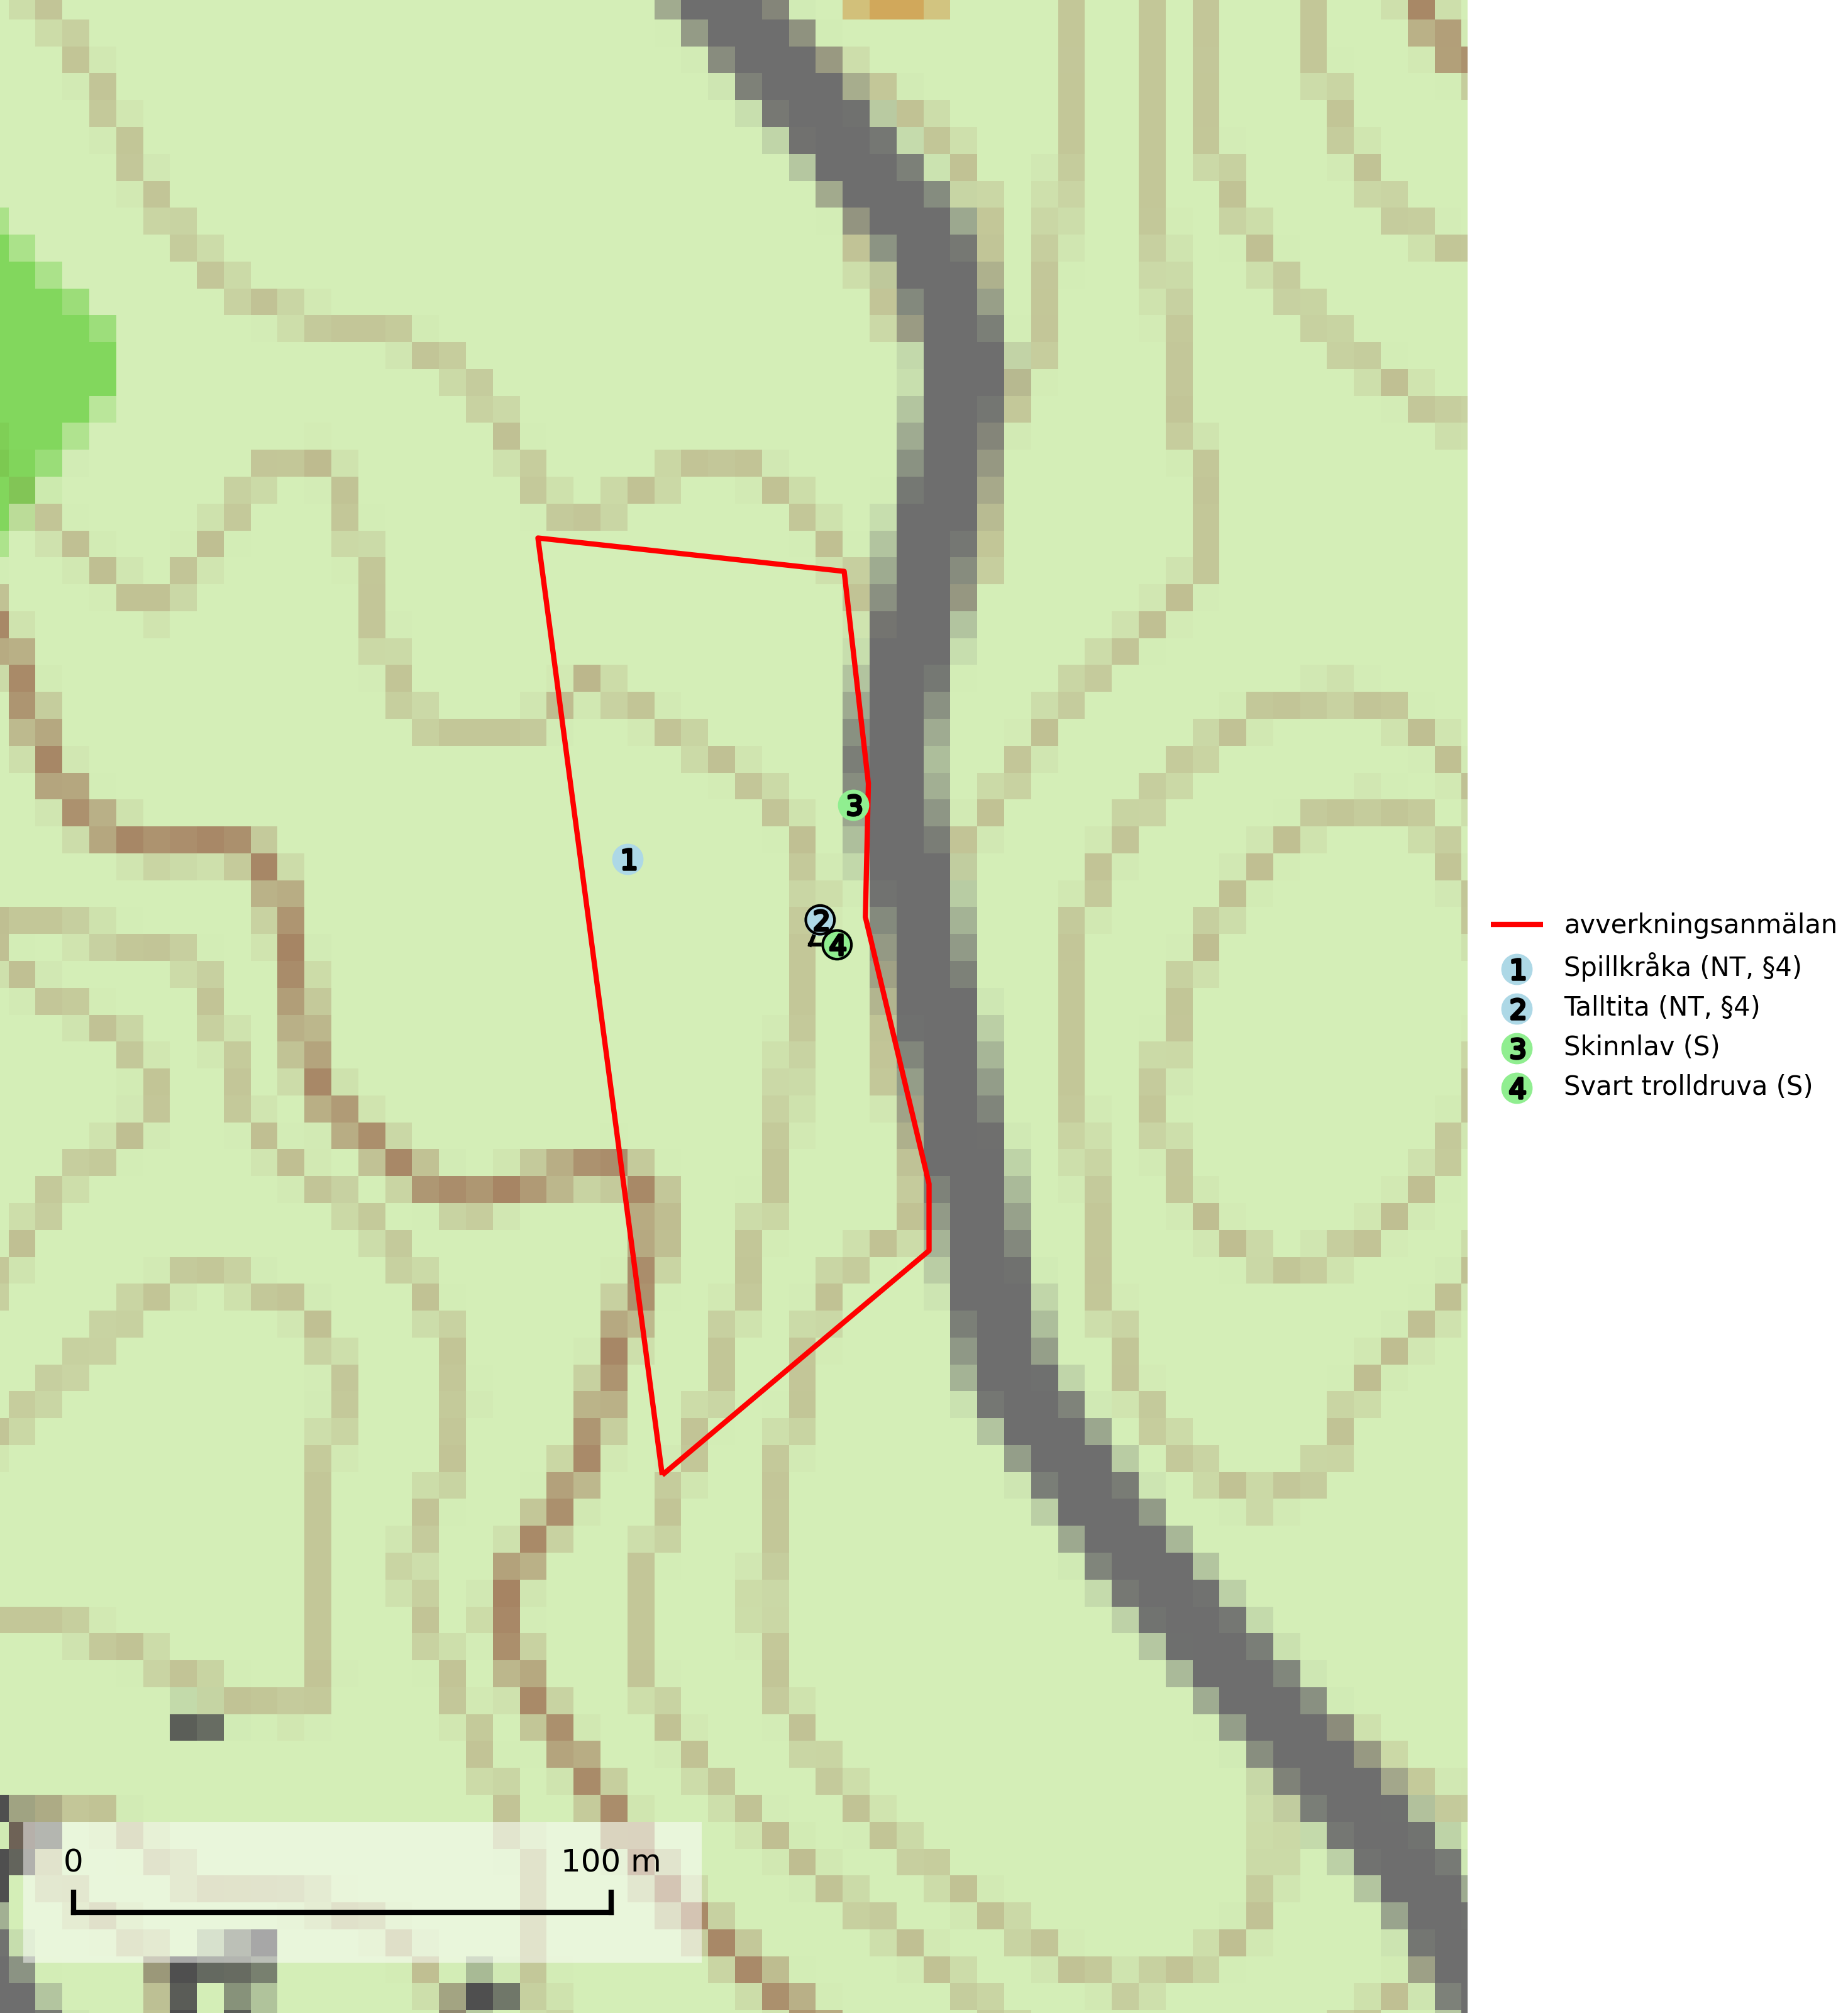 3
1
2
4
avverkningsanmälan
1 Spillkråka (NT, §4)
2 Talltita (NT, §4)
3 Skinnlav (S)
4 Svart trolldruva (S)
0 100 m